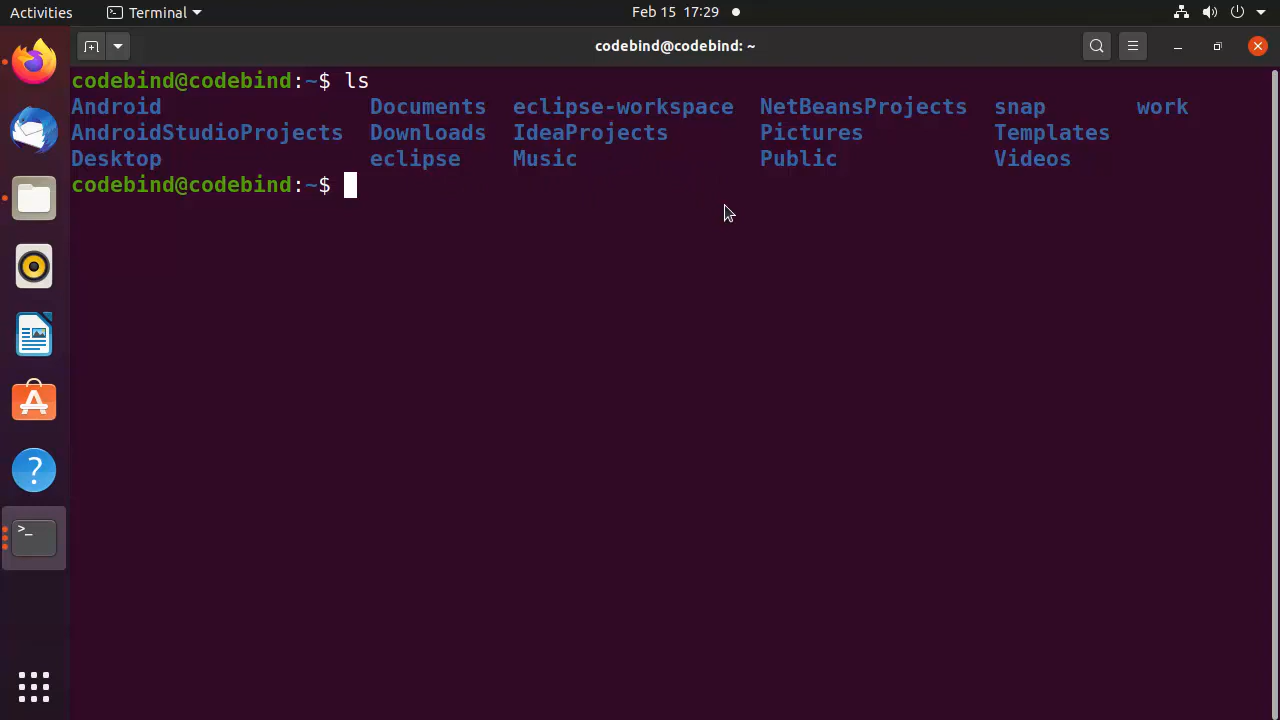 Activities Terminal Feb 15 17:29
codebind@codebind: ~
codebind@codebind:~$ ls
Android Documents eclipse-workspace NetBeansProjects snap work
AndroidStudioProjects Downloads IdeaProjects Pictures Templates
Desktop eclipse Music Public Videos
codebind@codebind:~$
?
>_